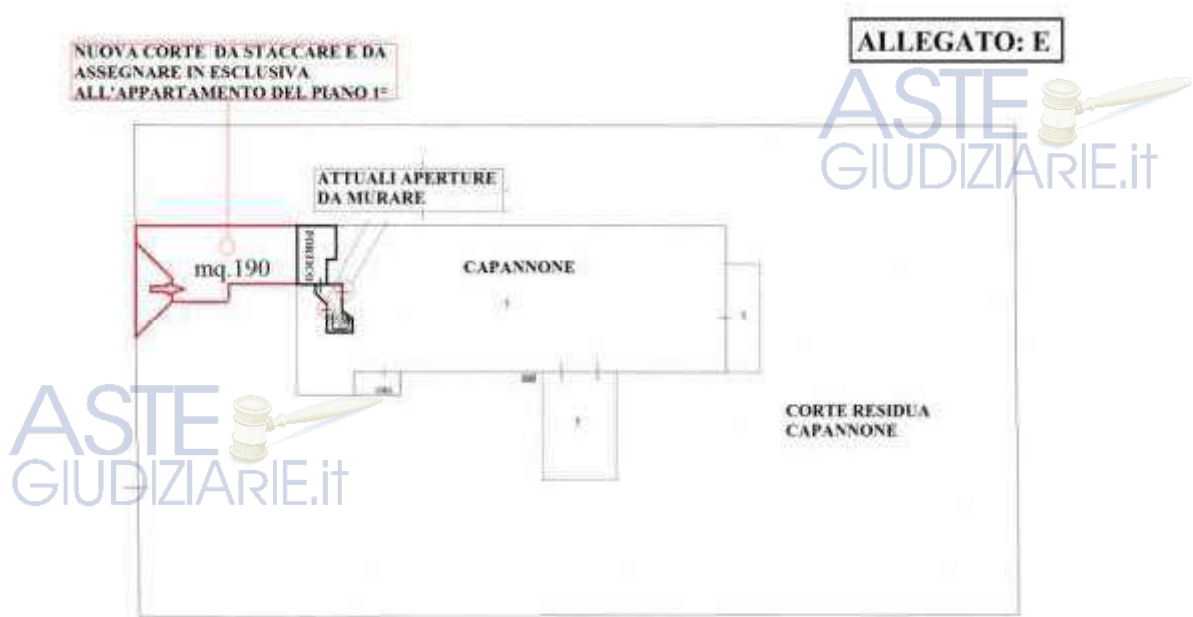 ALLEGATO: E
NUOVA CORTE DA STACCARE E DA
ASSEGNARE IN ESCLUSIVA
ALL'APPARTAMENTO DEL PIANO 1°
ASTE
GIUDIZIARIE.it
ATTUALI APERTURE
DA MURARE
PORTICO
mq.190
CAPANNONE
CORTE RESIDUA
CAPANNONE
ASTE
GIUDIZIARIE.it